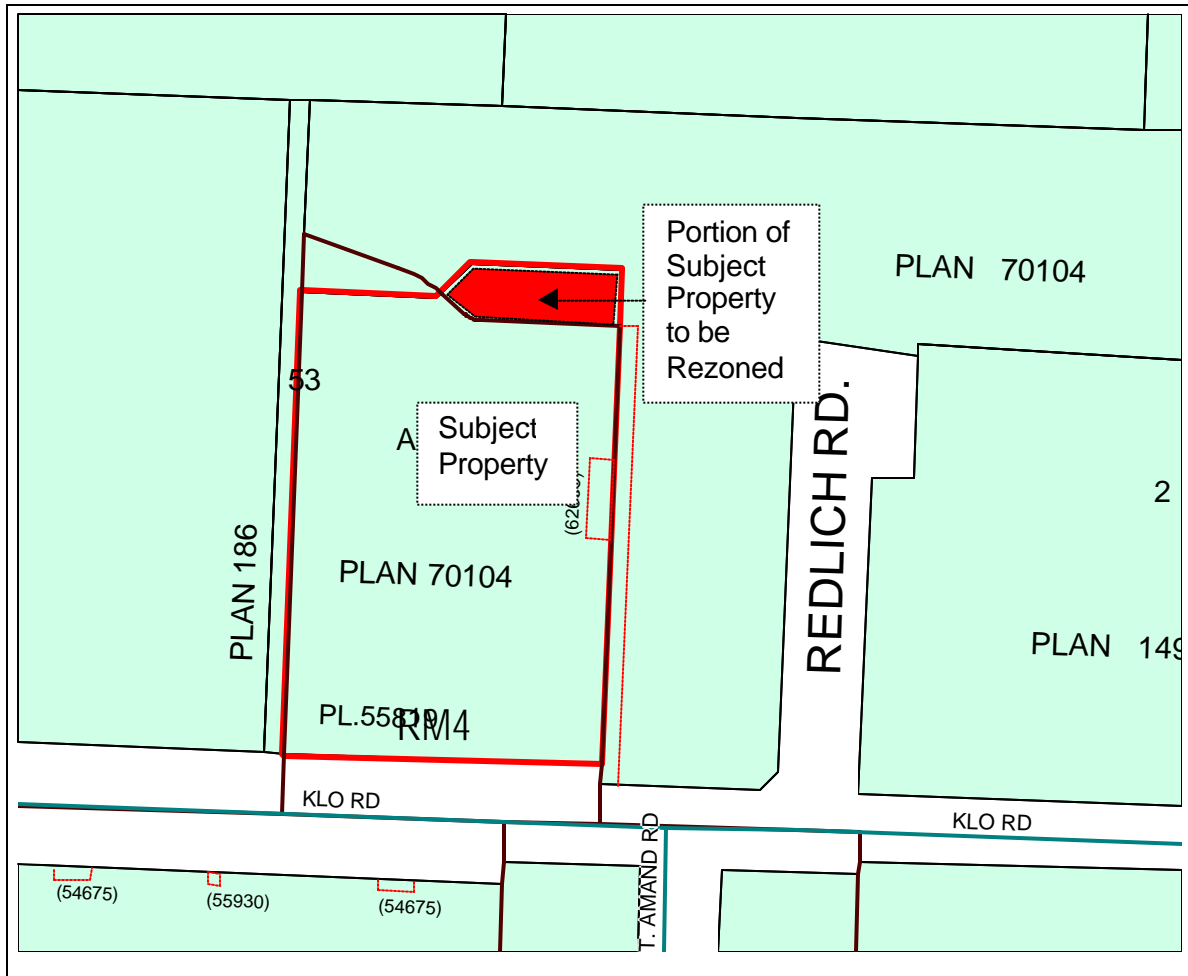 Portion of
Subject
Property
to be
Rezoned
PLAN 70104
53
A
Subject
Property
2
PLAN 186
PLAN 70104
REDLICH RD.
PLAN 149
PL.55819
RM4
KLO RD
KLO RD
T. AMAND RD
(54675)
(55930)
(54675)